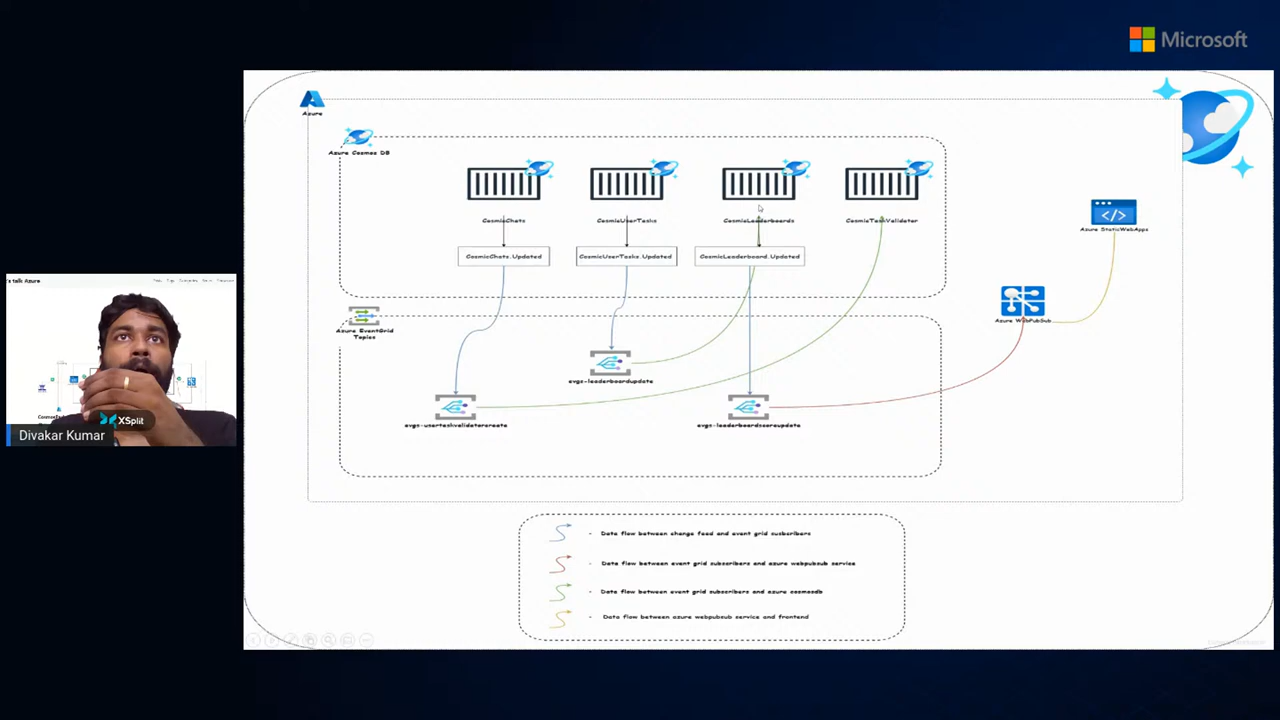 Microsoft
Azure
Azure Cosmos DB
CosmicChats
CosmicUserTasks
CosmicLeaderboards
CosmicTaskValidator
CosmicChats.Updated
CosmicUserTasks.Updated
CosmicLeaderboard.Updated
Azure StaticWebApps
Azure WebPubSub
Azure EventGrid
Topics
evgs-leaderboardupdate
evgs-usertaskvalidatorcreate
evgs-leaderboardscoreupdate
- Data flow between change feed and event grid susbcribers
- Data flow between event grid subscribers and azure webpubsub service
- Data flow between event grid subscribers and azure cosmosdb
- Data flow between azure webpubsub service and frontend
's talk Azure
XSplit
Divakar Kumar